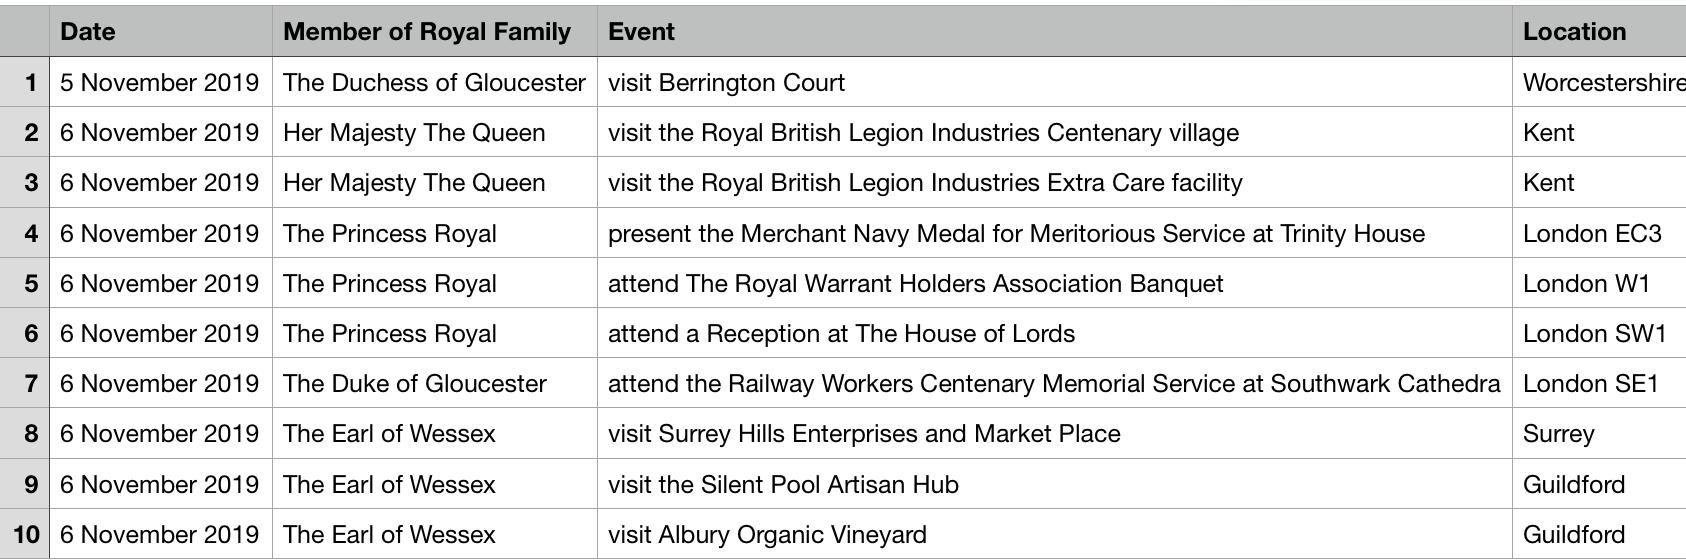 Date Member of Royal Family Event Location
1 5 November 2019 The Duchess of Gloucester visit Berrington Court Worcestershire
2 6 November 2019 Her Majesty The Queen visit the Royal British Legion Industries Centenary village Kent
3 6 November 2019 Her Majesty The Queen visit the Royal British Legion Industries Extra Care facility Kent
4 6 November 2019 The Princess Royal present the Merchant Navy Medal for Meritorious Service at Trinity House London EC3
5 6 November 2019 The Princess Royal attend The Royal Warrant Holders Association Banquet London W1
6 6 November 2019 The Princess Royal attend a Reception at The House of Lords London SW1
7 6 November 2019 The Duke of Gloucester attend the Railway Workers Centenary Memorial Service at Southwark Cathedra London SE1
8 6 November 2019 The Earl of Wessex visit Surrey Hills Enterprises and Market Place Surrey
9 6 November 2019 The Earl of Wessex visit the Silent Pool Artisan Hub Guildford
10 6 November 2019 The Earl of Wessex visit Albury Organic Vineyard Guildford